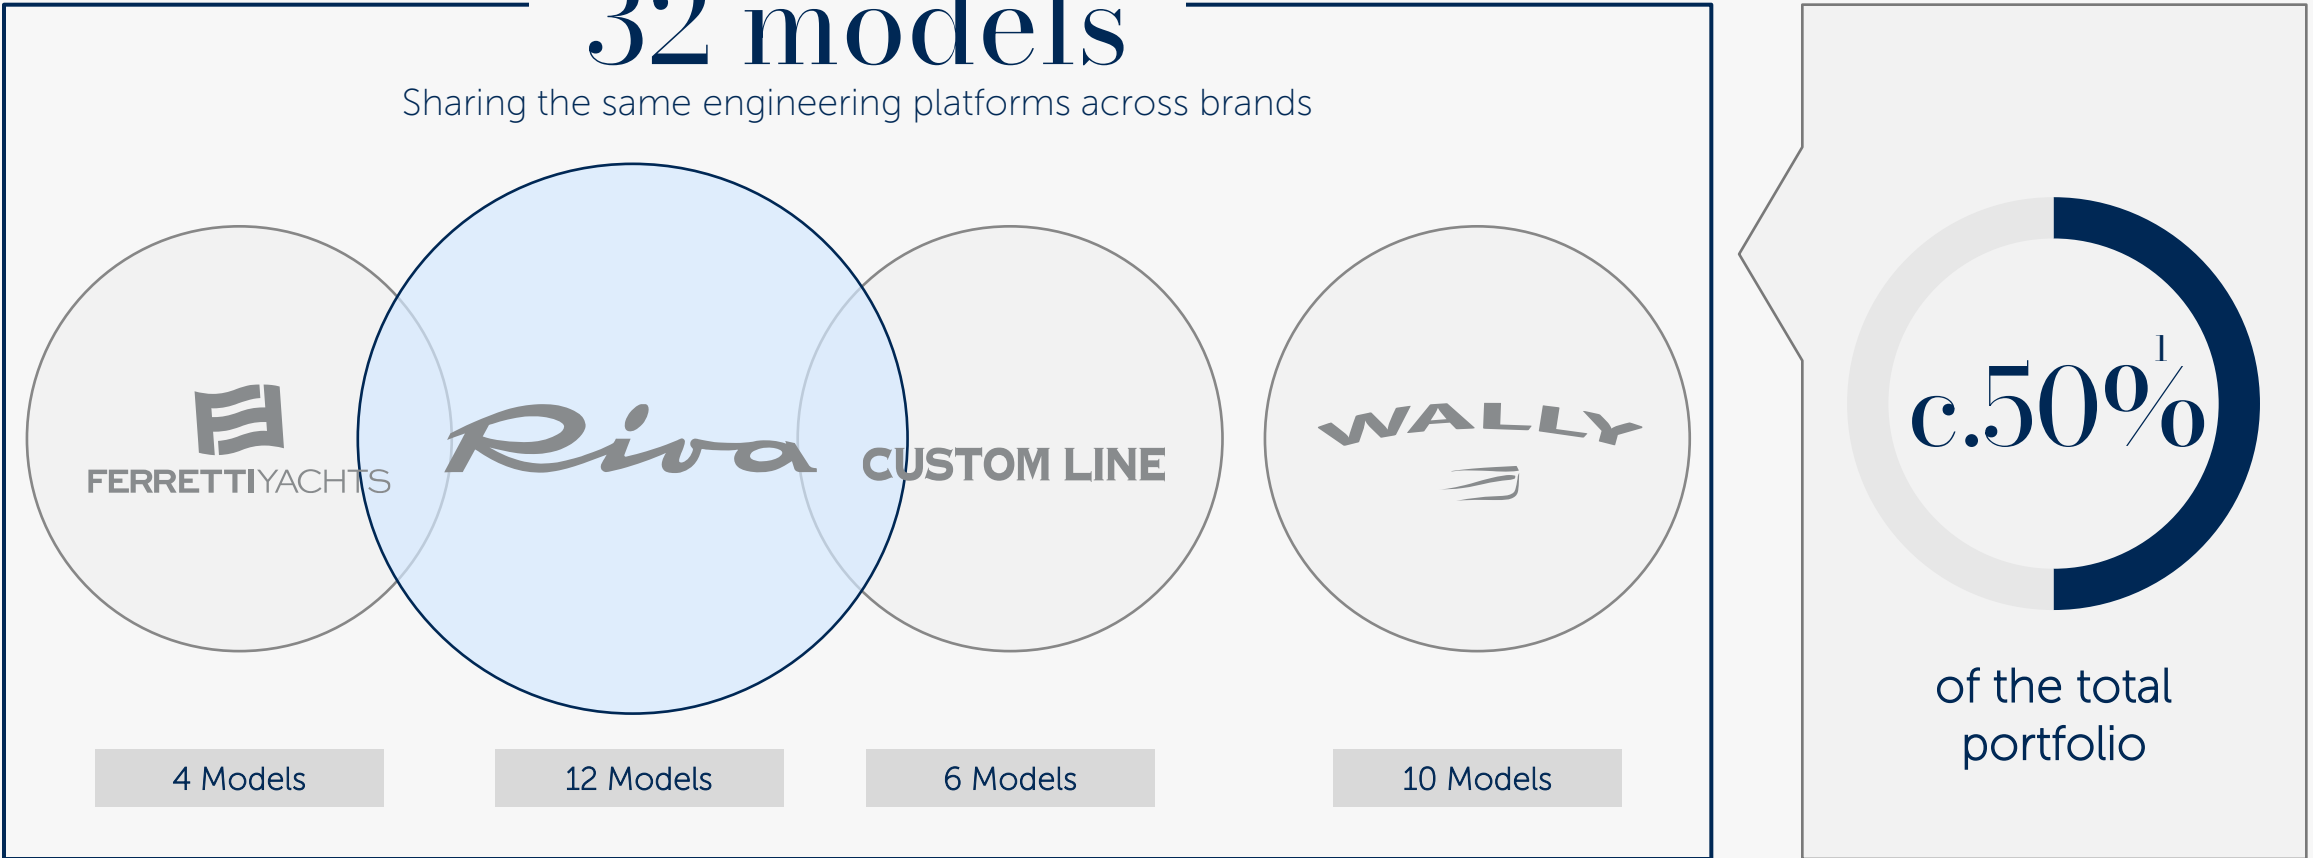 32 models
Sharing the same engineering platforms across brands
FERRETTIYACHTS
Riva
CUSTOM LINE
WALLY
4 Models
12 Models
6 Models
10 Models
c.50%1
of the total
portfolio